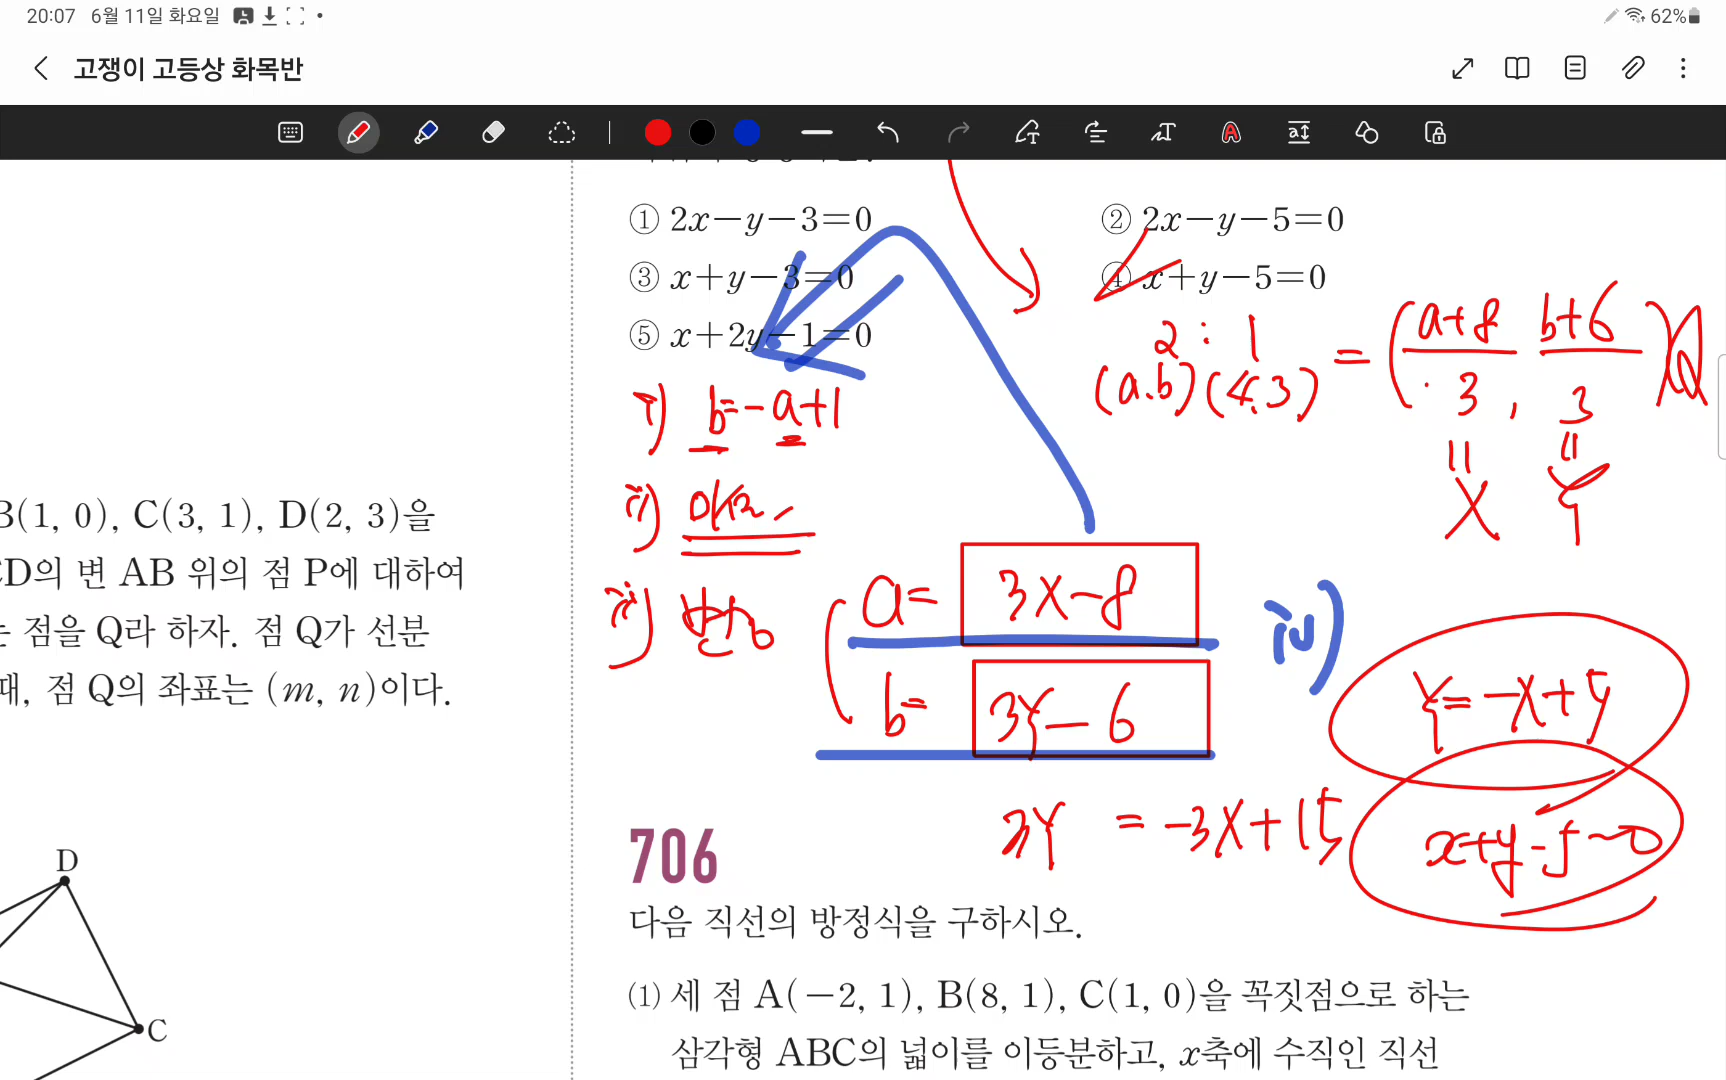 20:07 6월 11일 화요일
62%
고쟁이 고등상 화목반
① 2x−y−3=0
② 2x−y−5=0
③ x+y−3=0
④ x+y−5=0
⑤ x+2y−1=0
2 : 1
(a.b)(4.3) = (a+8/3, b+6/3) Q
i) b=-a+1
= X
= Y
ii)
iii)
a= 3X-8
b= 3Y-6
Y=-X+5
3Y = -3X+15
x+y-5=0
B(1, 0), C(3, 1), D(2, 3)을
CD의 변 AB 위의 점 P에 대하여
는 점을 Q라 하자. 점 Q가 선분
때, 점 Q의 좌표는 (m, n)이다.
D
C
706
다음 직선의 방정식을 구하시오.
(1) 세 점 A(−2, 1), B(8, 1), C(1, 0)을 꼭짓점으로 하는
삼각형 ABC의 넓이를 이등분하고, x축에 수직인 직선